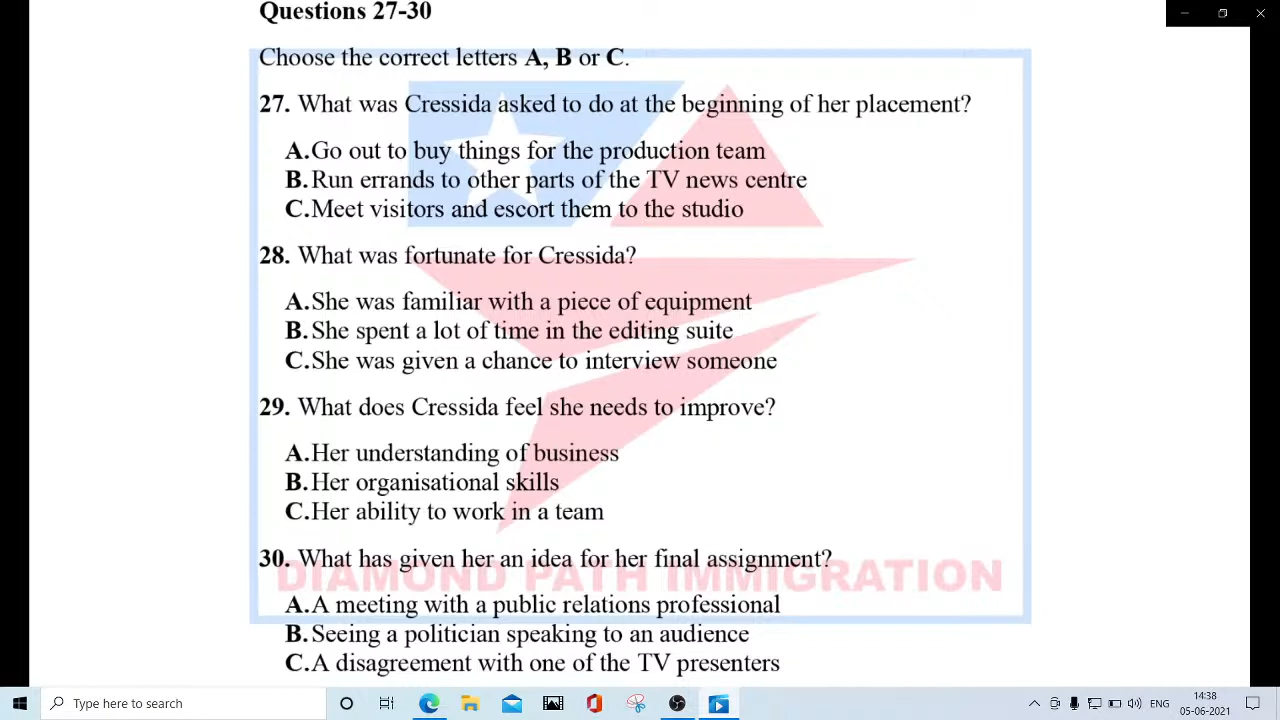 Questions 27-30
Choose the correct letters A, B or C.
27. What was Cressida asked to do at the beginning of her placement?
A.Go out to buy things for the production team
B.Run errands to other parts of the TV news centre
C.Meet visitors and escort them to the studio
28. What was fortunate for Cressida?
A.She was familiar with a piece of equipment
B.She spent a lot of time in the editing suite
C.She was given a chance to interview someone
29. What does Cressida feel she needs to improve?
A.Her understanding of business
B.Her organisational skills
C.Her ability to work in a team
30. What has given her an idea for her final assignment?
DIAMOND PATH IMMIGRATION
A.A meeting with a public relations professional
B.Seeing a politician speaking to an audience
C.A disagreement with one of the TV presenters
Type here to search
ENG
14:38
05-06-2021